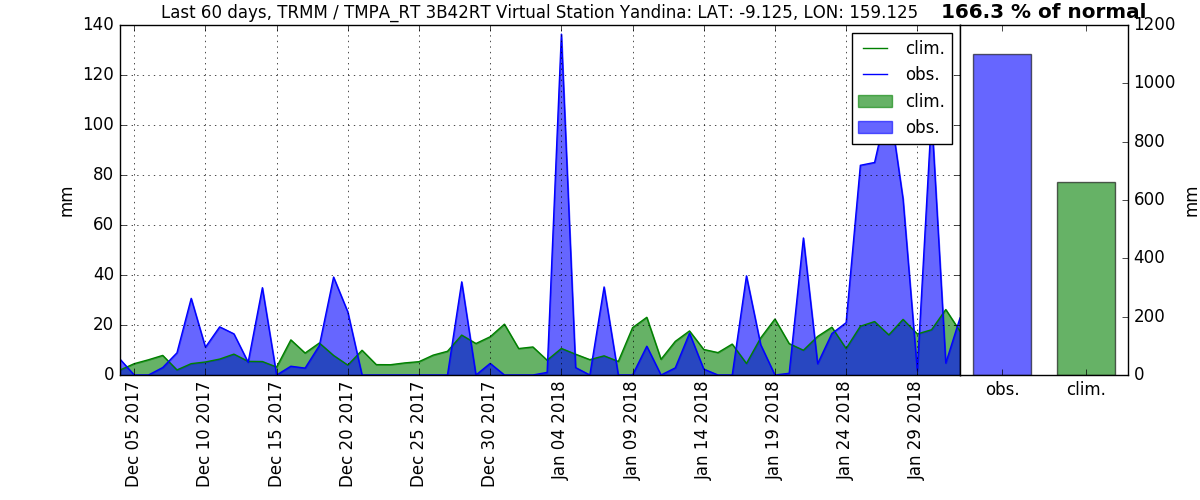 Last 60 days, TRMM / TMPA_RT 3B42RT Virtual Station Yandina: LAT: -9.125, LON: 159.125
166.3 % of normal
140
120
100
80
60
40
20
0
mm
clim.
obs.
clim.
obs.
1200
1000
800
600
400
200
0
mm
Dec 05 2017
Dec 10 2017
Dec 15 2017
Dec 20 2017
Dec 25 2017
Dec 30 2017
Jan 04 2018
Jan 09 2018
Jan 14 2018
Jan 19 2018
Jan 24 2018
Jan 29 2018
obs.
clim.